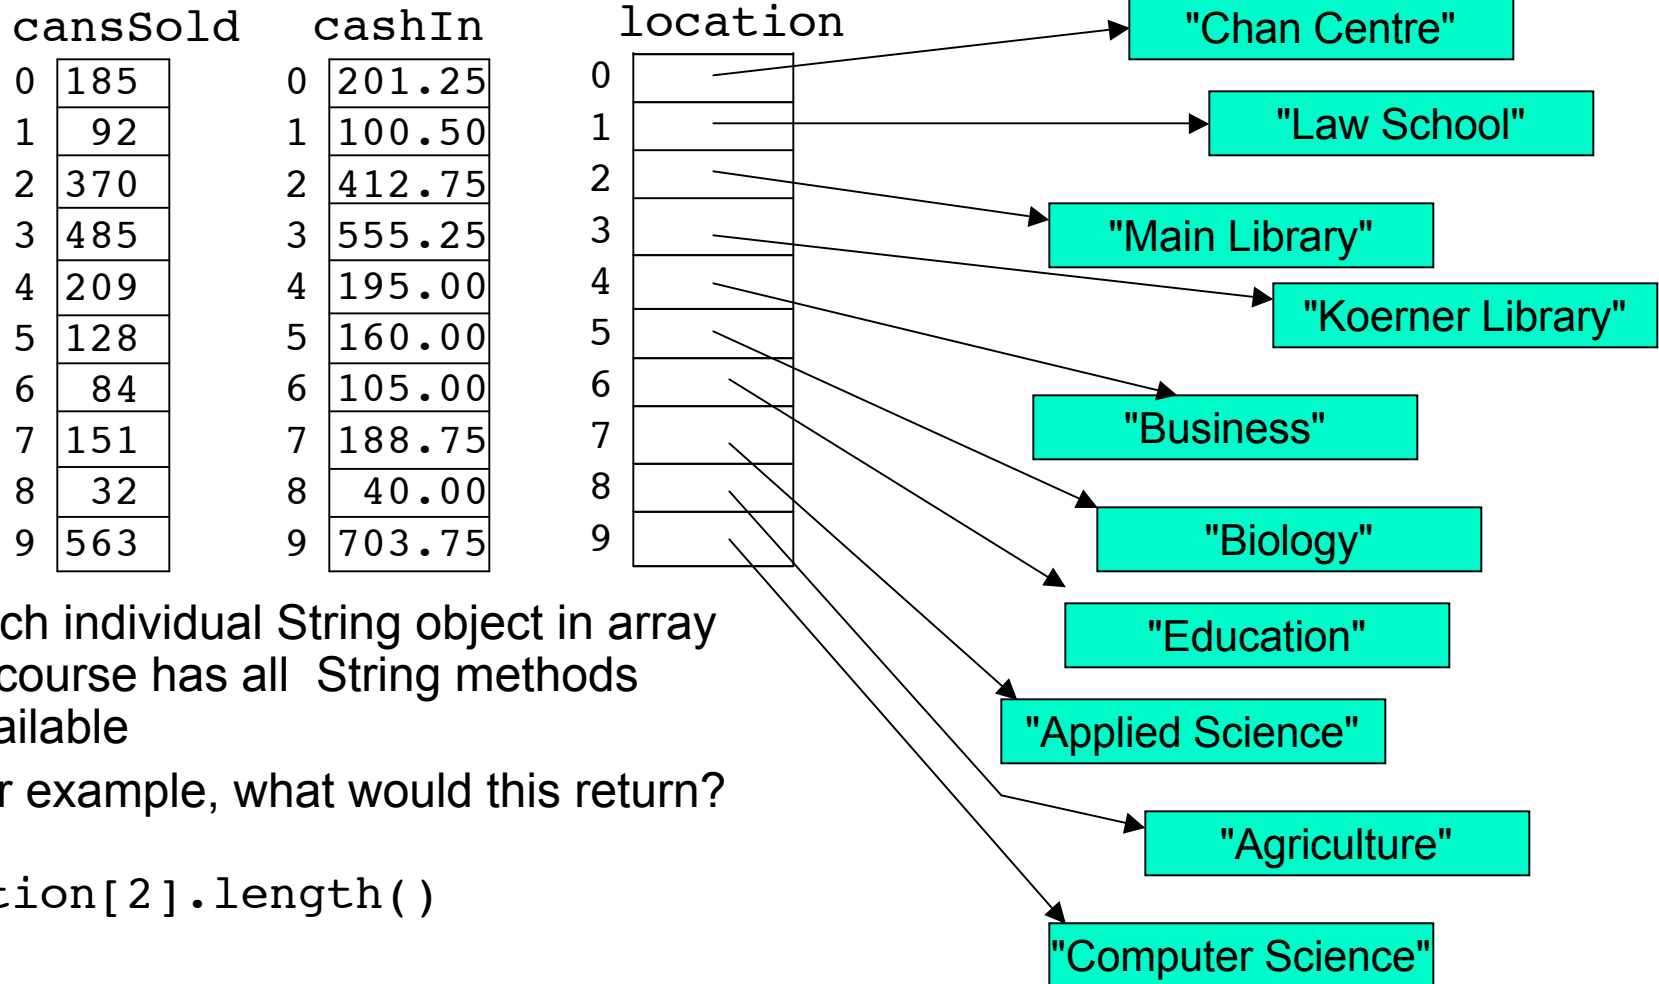 cansSold cashIn location
0 185 0 201.25 0
1 92 1 100.50 1
2 370 2 412.75 2
3 485 3 555.25 3
4 209 4 195.00 4
5 128 5 160.00 5
6 84 6 105.00 6
7 151 7 188.75 7
8 32 8 40.00 8
9 563 9 703.75 9
"Chan Centre"
"Law School"
"Main Library"
"Koerner Library"
"Business"
"Biology"
"Education"
"Applied Science"
"Agriculture"
"Computer Science"
ch individual String object in array
course has all String methods
ailable
r example, what would this return?
tion[2].length()